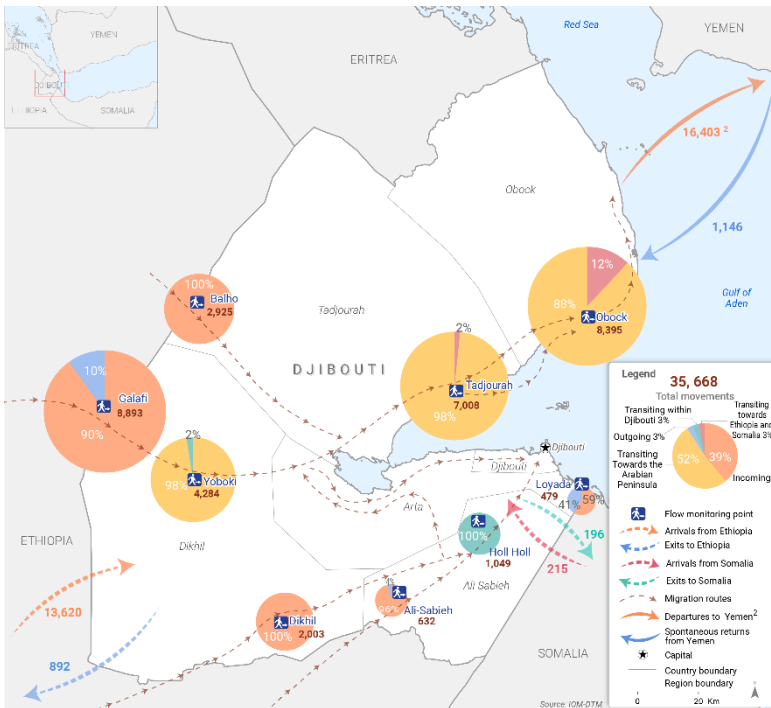 Red Sea
YEMEN
YEMEN
ERITREA
ERITREA
DJIBOUTI
ETHIOPIA
SOMALIA
16,403 2
Obock
1,146
12%
100%
Balho
2,925
88%
Obock
8,395
Gulf of
Aden
Tadjourah
2%
DJIBOUTI
10%
Galafi
8,893
90%
Tadjourah
7,008
98%
2%
98%
Yoboki
4,284
Djibouti
Djibouti
Loyada
479
41%
59%
Arta
196
100%
Holl Holl
1,049
215
ETHIOPIA
Dikhil
Ali Sabieh
13,620
Ali-Sabieh
632
96%
Dikhil
2,003
100%
892
SOMALIA
Source: IOM-DTM
Legend
35, 668
Total movements
Transiting within
Djibouti 3%
Transiting
towards
Ethiopia and
Somalia 3%
Outgoing 3%
Transiting
Towards the
Arabian
Peninsula
52%
39%
Incoming
Flow monitoring point
Arrivals from Ethiopia
Exits to Ethiopia
Arrivals from Somalia
Exits to Somalia
Migration routes
Departures to Yemen2
Spontaneous returns
from Yemen
Capital
Country boundary
Region boundary
0 20 Km
N